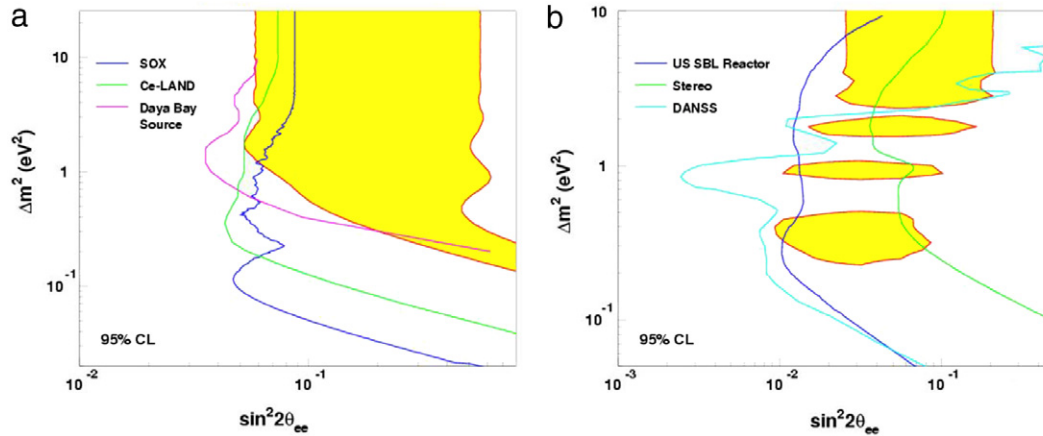 a
10
1
10⁻¹
Δm² (eV²)
SOX
Ce-LAND
Daya Bay
Source
95% CL
10⁻² 10⁻¹
sin²2θₑₑ
b
10
1
10⁻¹
Δm² (eV²)
US SBL Reactor
Stereo
DANSS
95% CL
10⁻³ 10⁻² 10⁻¹
sin²2θₑₑ